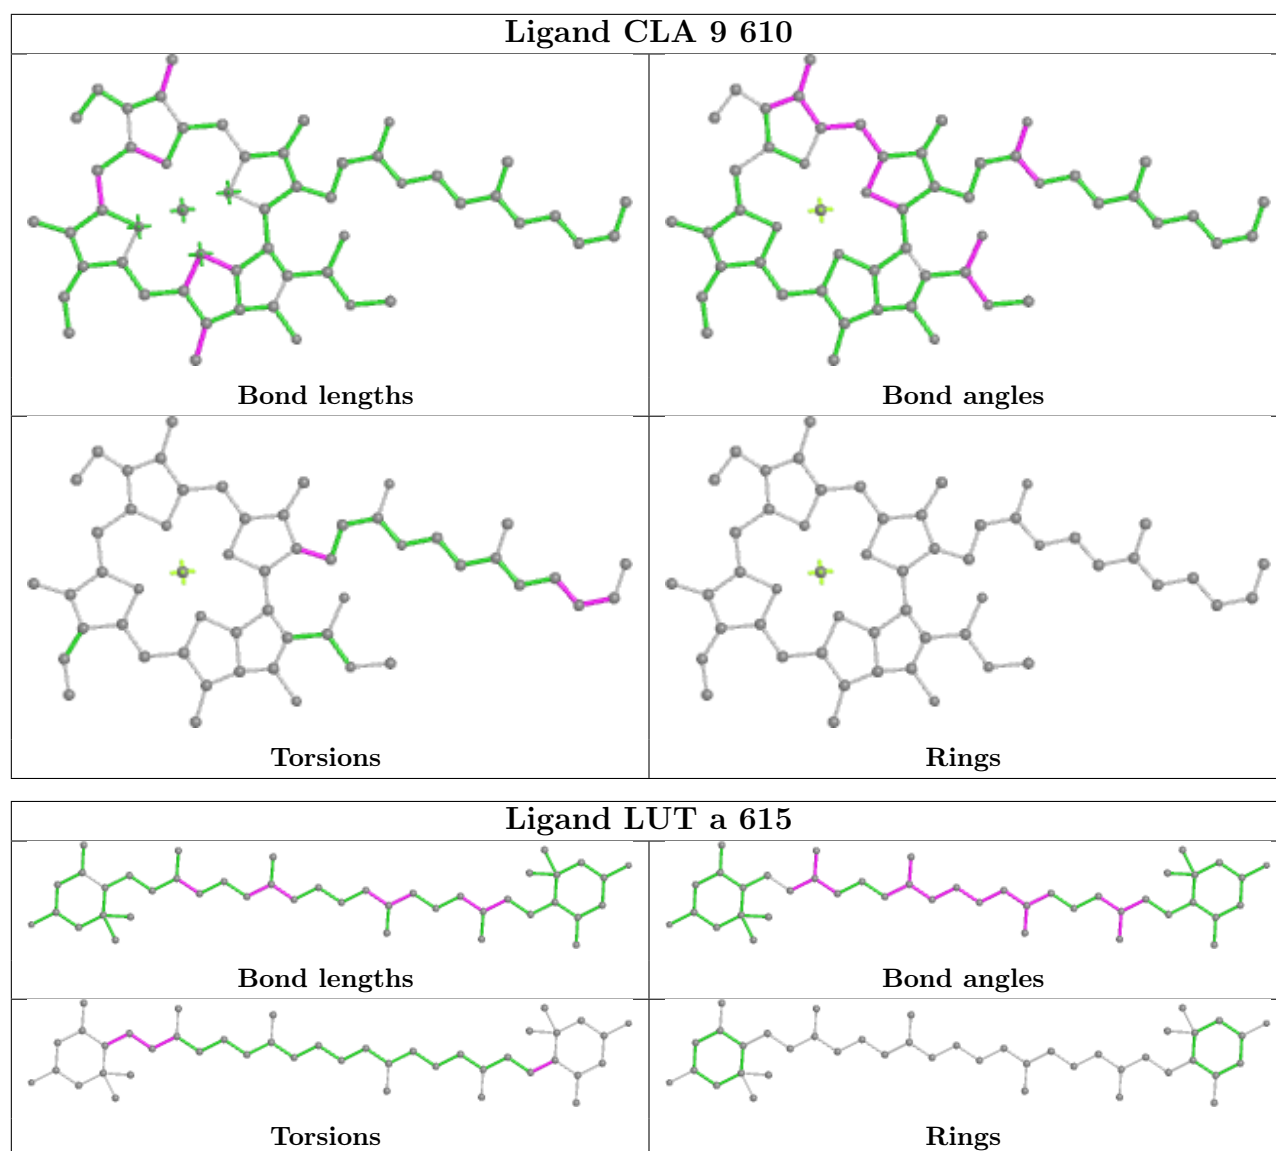 Ligand CLA 9 610
Bond lengths
Bond angles
Torsions
Rings
Ligand LUT a 615
Bond lengths
Bond angles
Torsions
Rings